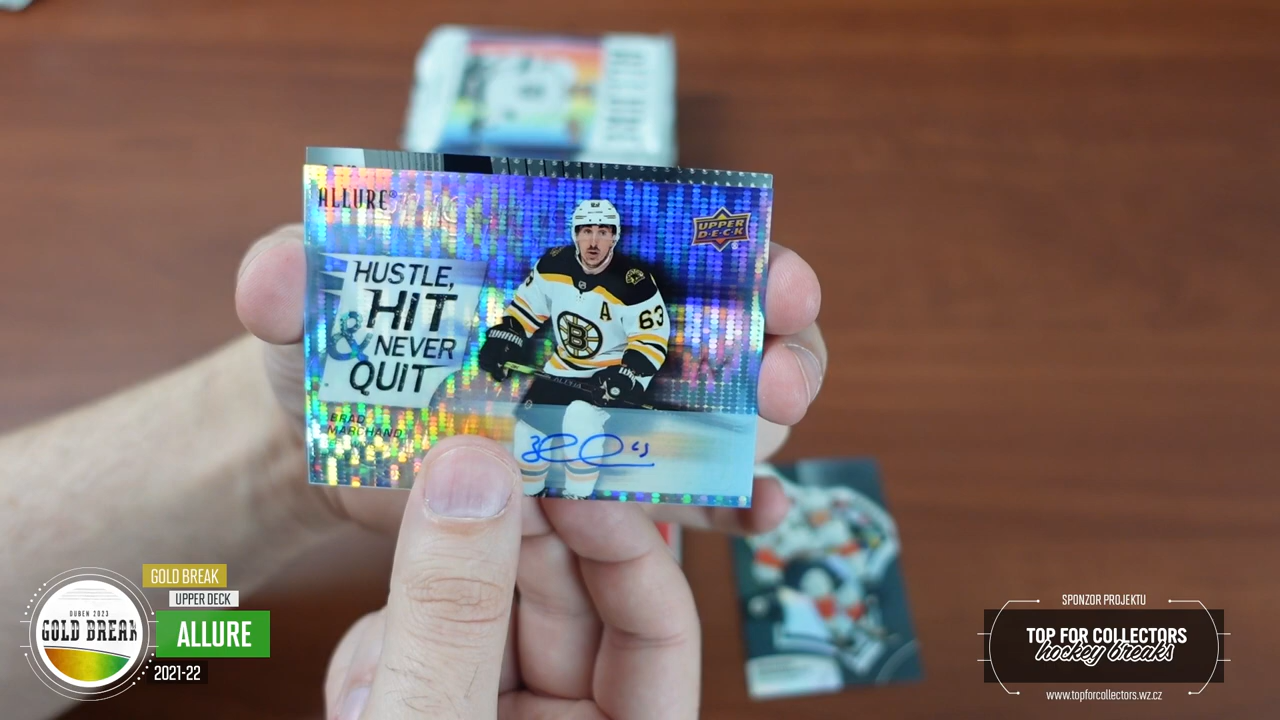 ALLURE
UPPER
D·E·C·K
HUSTLE,
HIT
& NEVER
QUIT
BRAD
MARCHAND
A
63
B
63
GOLD BREAK
UPPER DECK
ALLURE
2021-22
DUBEN 2023
GOLD BREAK
SPONZOR PROJEKTU
TOP FOR COLLECTORS
hockey breaks
www.topforcollectors.wz.cz